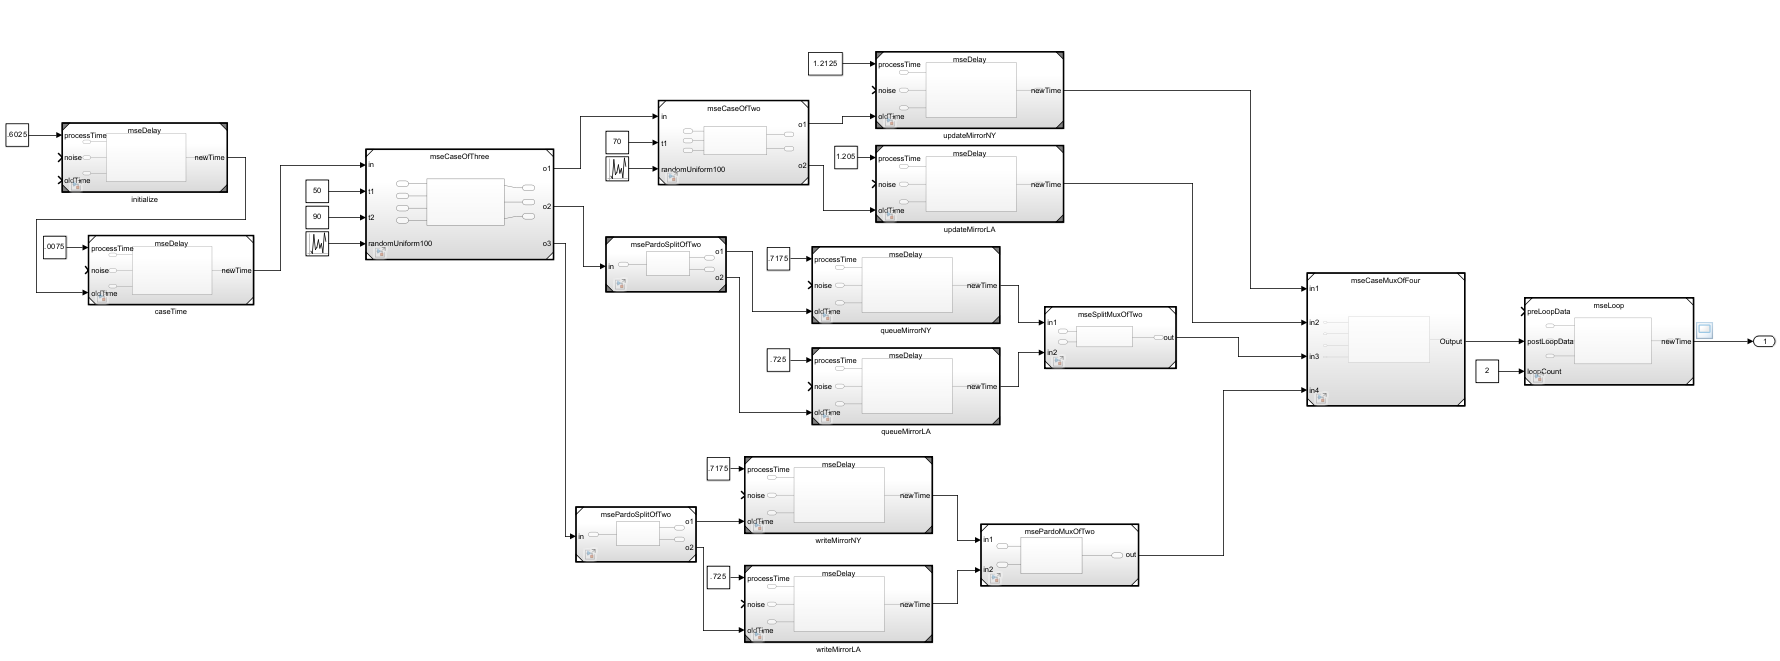 .6025
mseDelay
processTime
noise
oldTime
newTime
initialize
.0075
mseDelay
processTime
noise
oldTime
newTime
caseTime
mseCaseOfThree
in
t1
t2
randomUniform100
o1
o2
o3
50
90
mseCaseOfTwo
in
t1
randomUniform100
o1
o2
70
1.2125
mseDelay
processTime
noise
oldTime
newTime
updateMirrorNY
1.205
mseDelay
processTime
noise
oldTime
newTime
updateMirrorLA
msePardoSplitOfTwo
in
o1
o2
.7175
mseDelay
processTime
noise
oldTime
newTime
queueMirrorNY
.725
mseDelay
processTime
noise
oldTime
newTime
queueMirrorLA
mseSplitMuxOfTwo
in1
in2
out
msePardoSplitOfTwo
in
o1
o2
.7175
mseDelay
processTime
noise
oldTime
newTime
writeMirrorNY
.725
mseDelay
processTime
noise
oldTime
newTime
writeMirrorLA
msePardoMuxOfTwo
in1
in2
out
mseCaseMuxOfFour
in1
in2
in3
in4
Output
mseLoop
preLoopData
postLoopData
loopCount
newTime
2
1